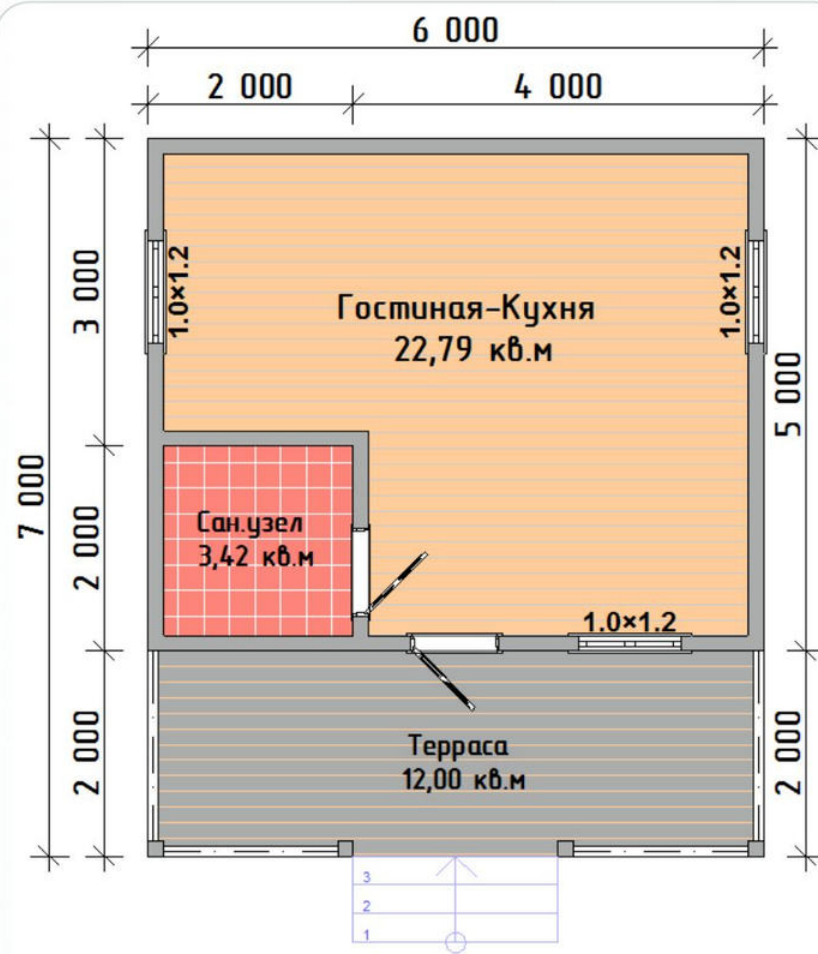 6 000
2 000
4 000
3 000
1.0×1.2
1.0×1.2
Гостиная-Кухня
22,79 кв.м
5 000
7 000
2 000
Сан.узел
3,42 кв.м
1.0×1.2
2 000
Терраса
12,00 кв.м
2 000
3
2
1